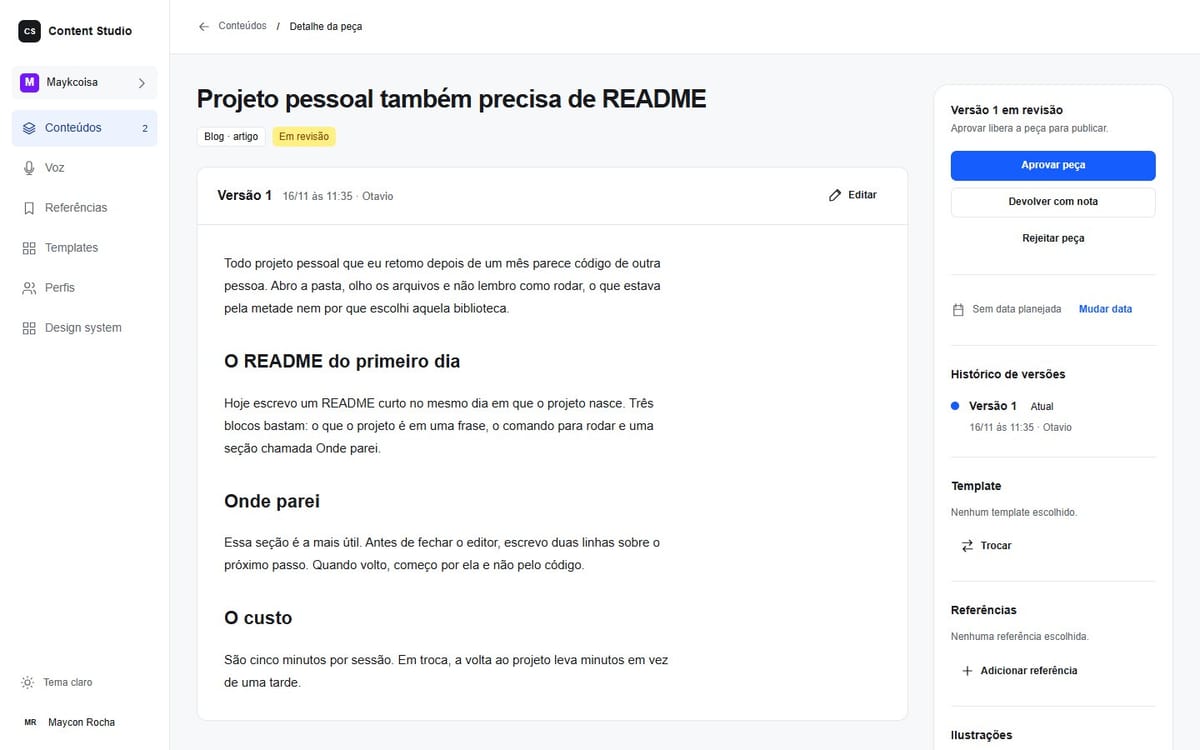 CS Content Studio
M Maykcoisa
Conteúdos 2
Voz
Referências
Templates
Perfis
Design system
Tema claro
MR Maycon Rocha
Conteúdos / Detalhe da peça
Projeto pessoal também precisa de README
Blog · artigo Em revisão
Versão 1 16/11 às 11:35 · Otavio Editar
Todo projeto pessoal que eu retomo depois de um mês parece código de outra
pessoa. Abro a pasta, olho os arquivos e não lembro como rodar, o que estava
pela metade nem por que escolhi aquela biblioteca.
O README do primeiro dia
Hoje escrevo um README curto no mesmo dia em que o projeto nasce. Três
blocos bastam: o que o projeto é em uma frase, o comando para rodar e uma
seção chamada Onde parei.
Onde parei
Essa seção é a mais útil. Antes de fechar o editor, escrevo duas linhas sobre o
próximo passo. Quando volto, começo por ela e não pelo código.
O custo
São cinco minutos por sessão. Em troca, a volta ao projeto leva minutos em vez
de uma tarde.
Versão 1 em revisão
Aprovar libera a peça para publicar.
Aprovar peça
Devolver com nota
Rejeitar peça
Sem data planejada Mudar data
Histórico de versões
Versão 1 Atual
16/11 às 11:35 · Otavio
Template
Nenhum template escolhido.
Trocar
Referências
Nenhuma referência escolhida.
Adicionar referência
Ilustrações